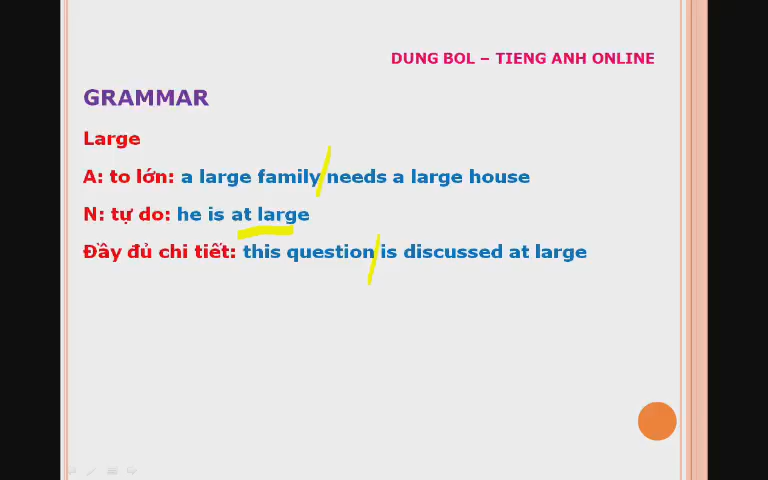 DUNG BOL – TIENG ANH ONLINE
GRAMMAR
Large
A: to lớn: a large family needs a large house
N: tự do: he is at large
Đầy đủ chi tiết: this question is discussed at large